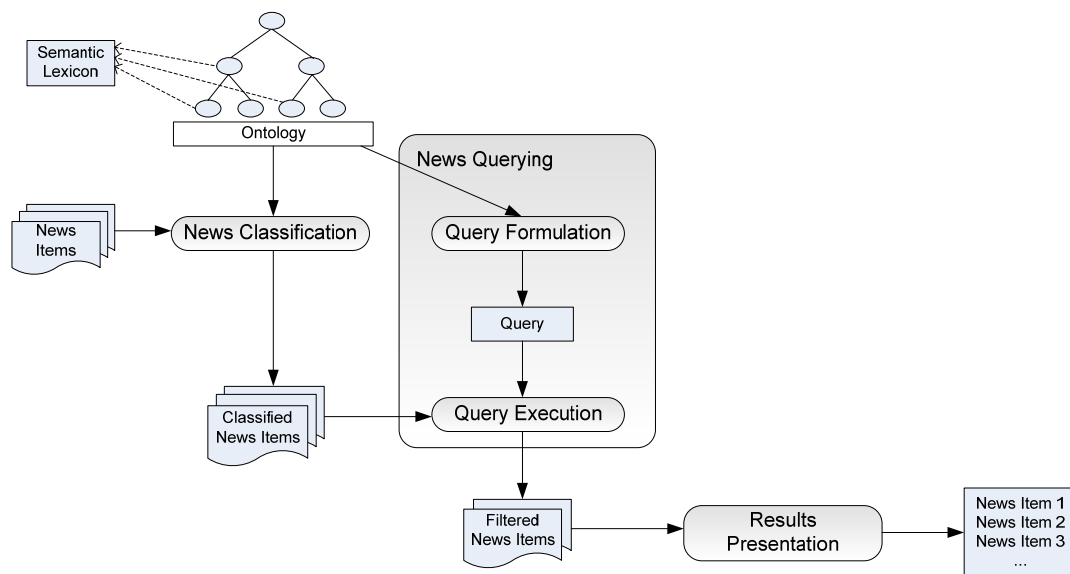 Semantic
Lexicon
Ontology
News Querying
News
Items
News Classification
Query Formulation
Query
Classified
News Items
Query Execution
Filtered
News Items
Results
Presentation
News Item 1
News Item 2
News Item 3
...